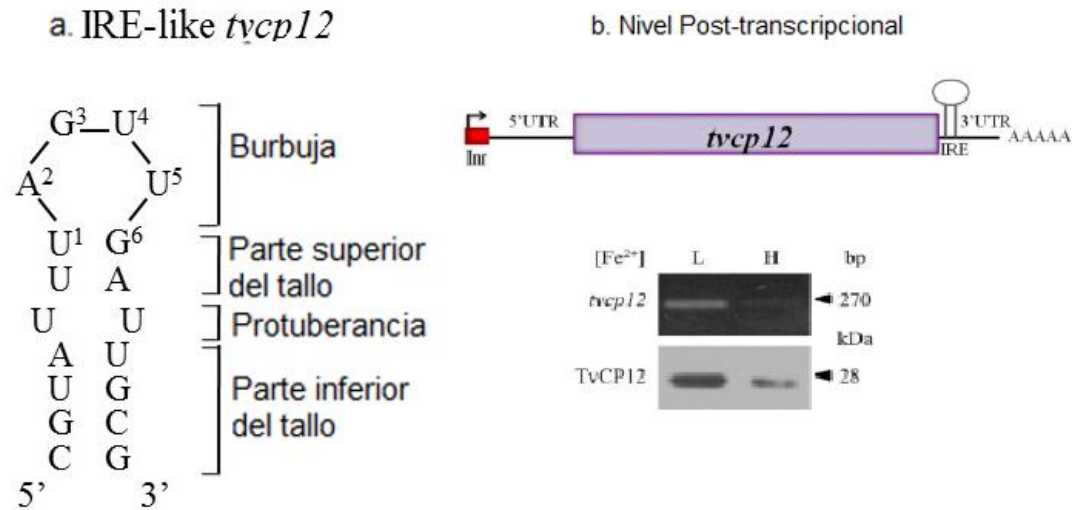 a. IRE-like tvcp12
G³—U⁴
A² U⁵
U¹ G⁶
U A
U U
A U
U G
G C
C G
5’ 3’
Burbuja
Parte superior
del tallo
Protuberancia
Parte inferior
del tallo
b. Nivel Post-transcripcional
5’UTR
Inr
tvcp12
IRE
3’UTR
AAAAA
[Fe²⁺] L H bp
tvcp12 270
kDa
TvCP12 28